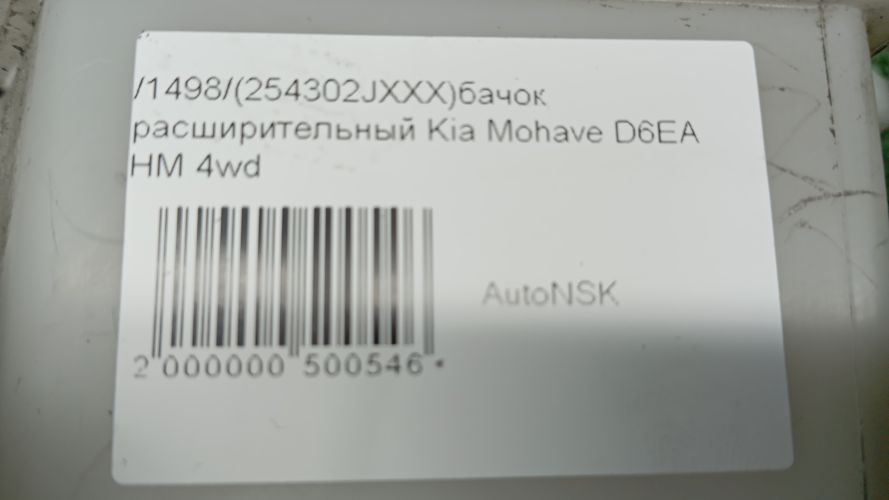 /1498/(254302JXXX)бачок
расширительный Kia Mohave D6EA
HM 4wd
AutoNSK
2 000000 500546